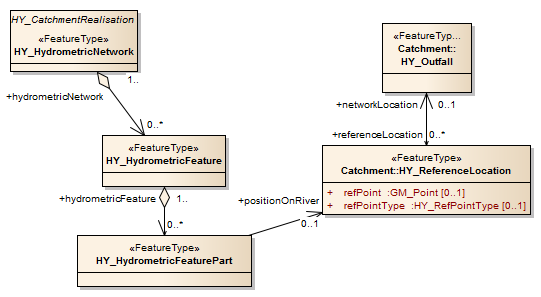 HY_CatchmentRealisation
«FeatureType»
HY_HydrometricNetwork
1..
+hydrometricNetwork
0..*
«FeatureType»
HY_HydrometricFeature
+hydrometricFeature
1..
0..*
«FeatureType»
HY_HydrometricFeaturePart
+positionOnRiver
0..1
«FeatureTyp...
Catchment::
HY_Outfall
+networkLocation
0..1
+referenceLocation
0..*
«FeatureType»
Catchment::HY_ReferenceLocation
+ refPoint :GM_Point [0..1]
+ refPointType :HY_RefPointType [0..1]